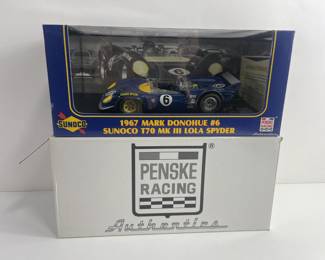 6
1967 MARK DONOHUE #6
SUNOCO T70 MK III LOLA SPYDER
SUNOCO
®
PENSKE
RACING
Authentics